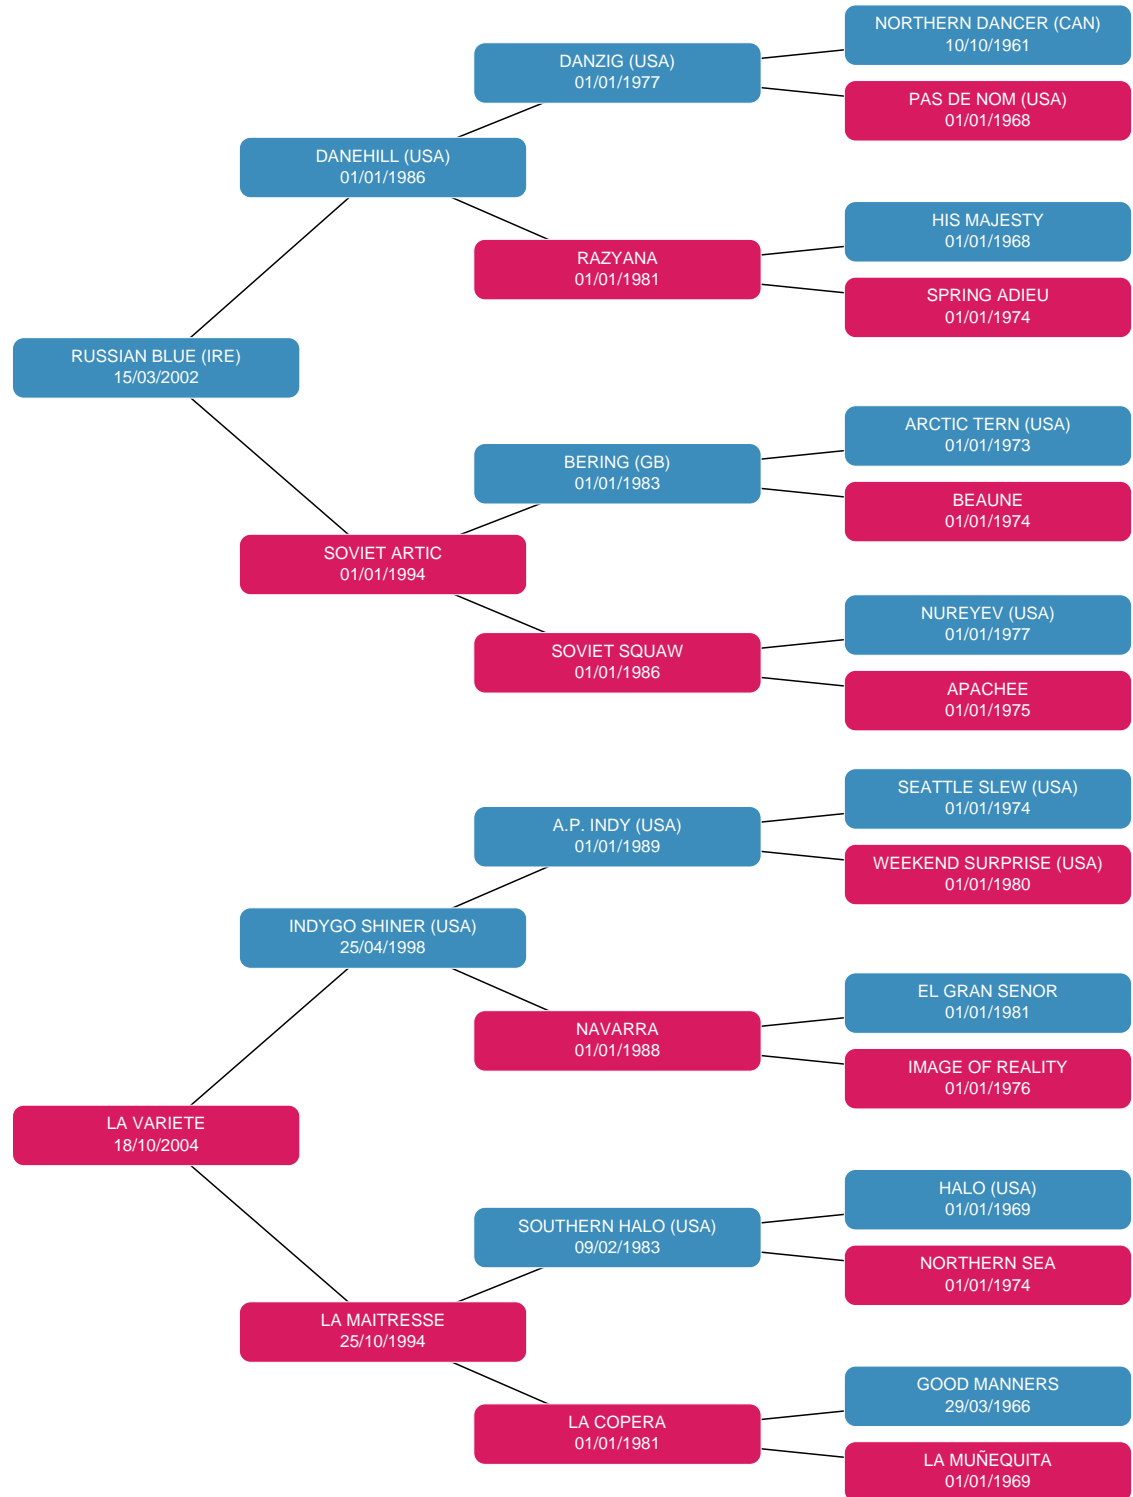 NORTHERN DANCER (CAN)
10/10/1961
DANZIG (USA)
01/01/1977
PAS DE NOM (USA)
01/01/1968
DANEHILL (USA)
01/01/1986
HIS MAJESTY
01/01/1968
RAZYANA
01/01/1981
SPRING ADIEU
01/01/1974
RUSSIAN BLUE (IRE)
15/03/2002
ARCTIC TERN (USA)
01/01/1973
BERING (GB)
01/01/1983
BEAUNE
01/01/1974
SOVIET ARTIC
01/01/1994
NUREYEV (USA)
01/01/1977
SOVIET SQUAW
01/01/1986
APACHEE
01/01/1975
SEATTLE SLEW (USA)
01/01/1974
A.P. INDY (USA)
01/01/1989
WEEKEND SURPRISE (USA)
01/01/1980
INDYGO SHINER (USA)
25/04/1998
EL GRAN SENOR
01/01/1981
NAVARRA
01/01/1988
IMAGE OF REALITY
01/01/1976
LA VARIETE
18/10/2004
HALO (USA)
01/01/1969
SOUTHERN HALO (USA)
09/02/1983
NORTHERN SEA
01/01/1974
LA MAITRESSE
25/10/1994
GOOD MANNERS
29/03/1966
LA COPERA
01/01/1981
LA MUÑEQUITA
01/01/1969